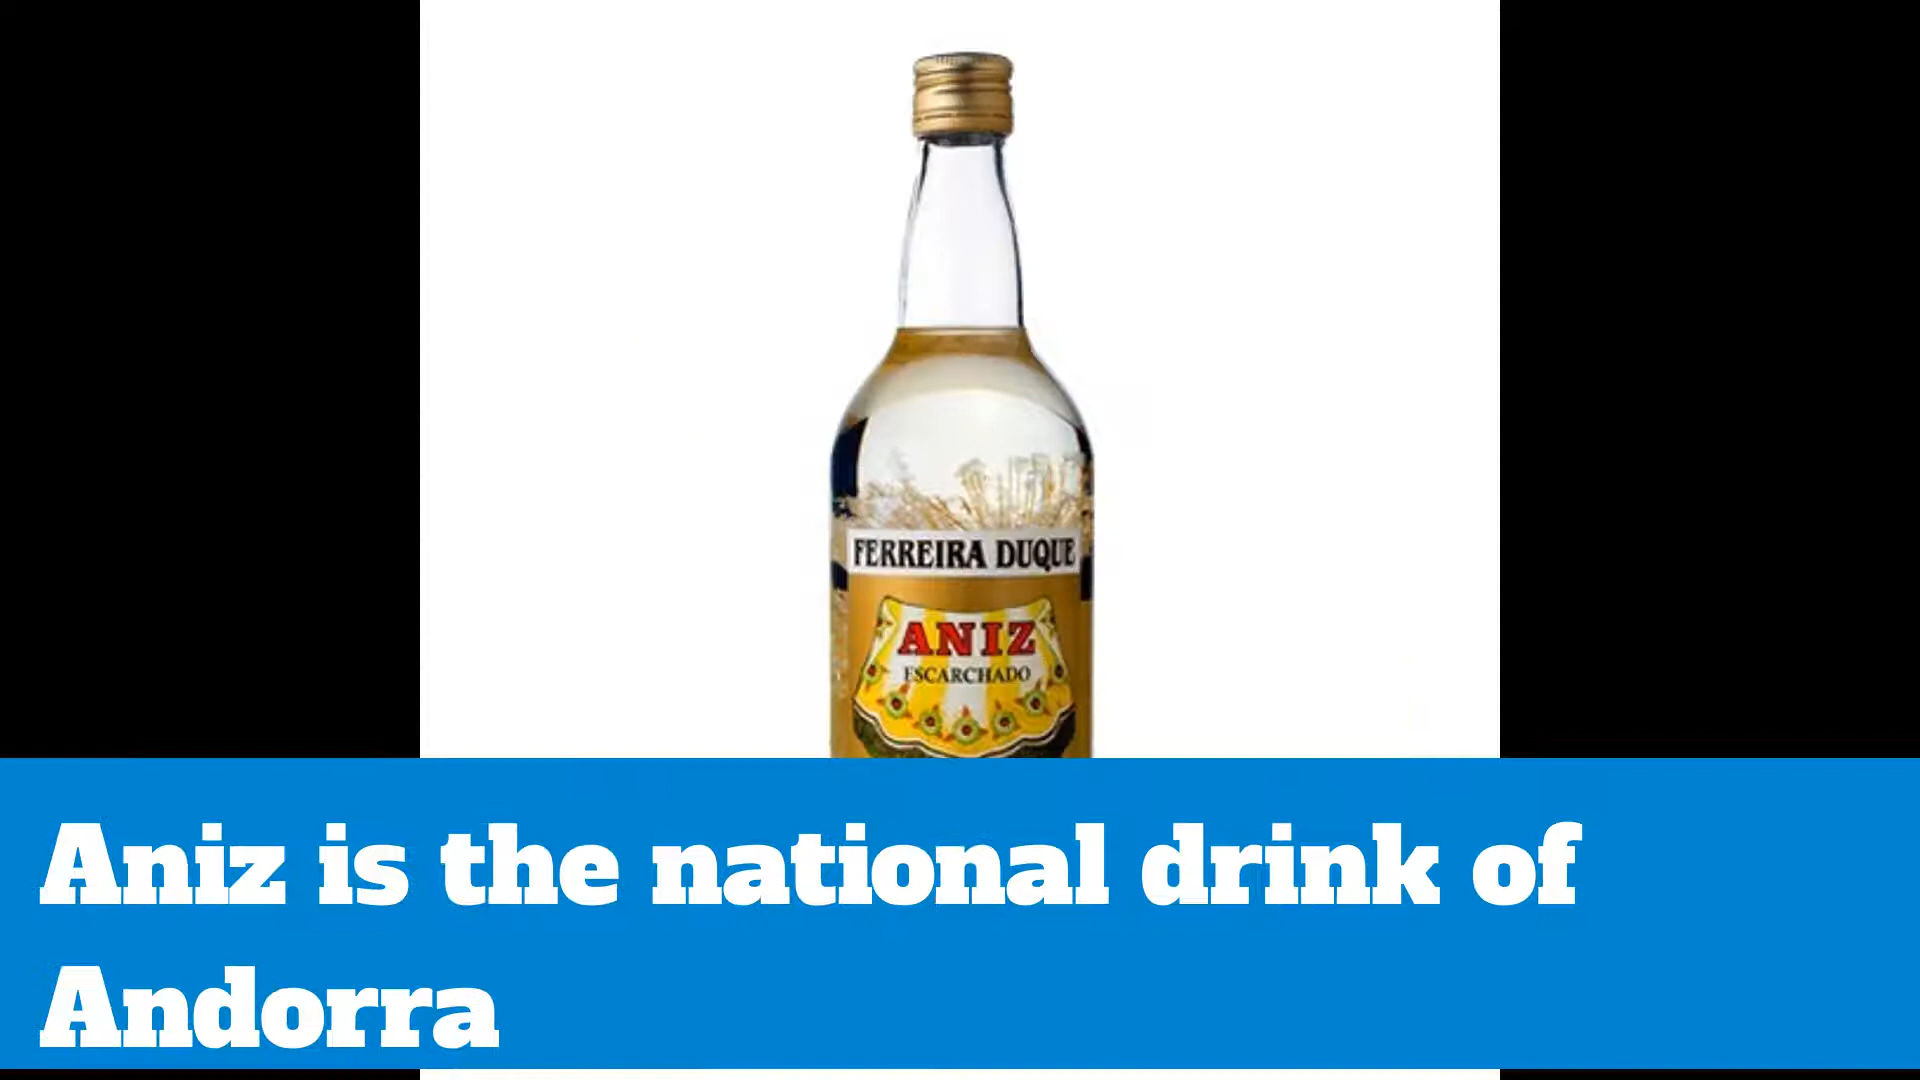 FERREIRA DUQUE
ANIZ
ESCARCHADO
Aniz is the national drink of
Andorra